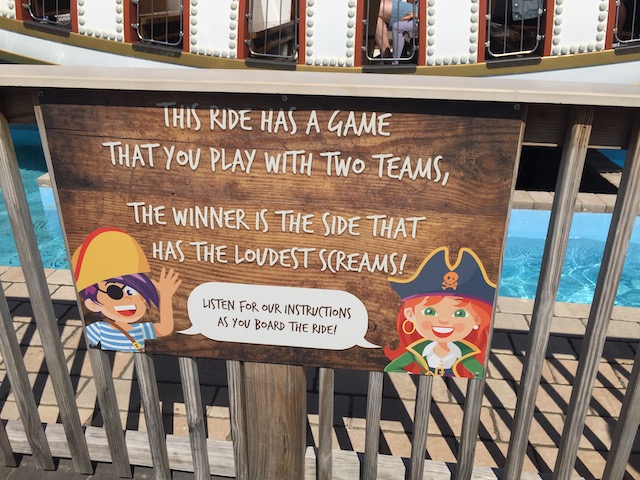 THIS RIDE HAS A GAME
THAT YOU PLAY WITH TWO TEAMS,
THE WINNER IS THE SIDE THAT
HAS THE LOUDEST SCREAMS!
LISTEN FOR OUR INSTRUCTIONS
AS YOU BOARD THE RIDE!